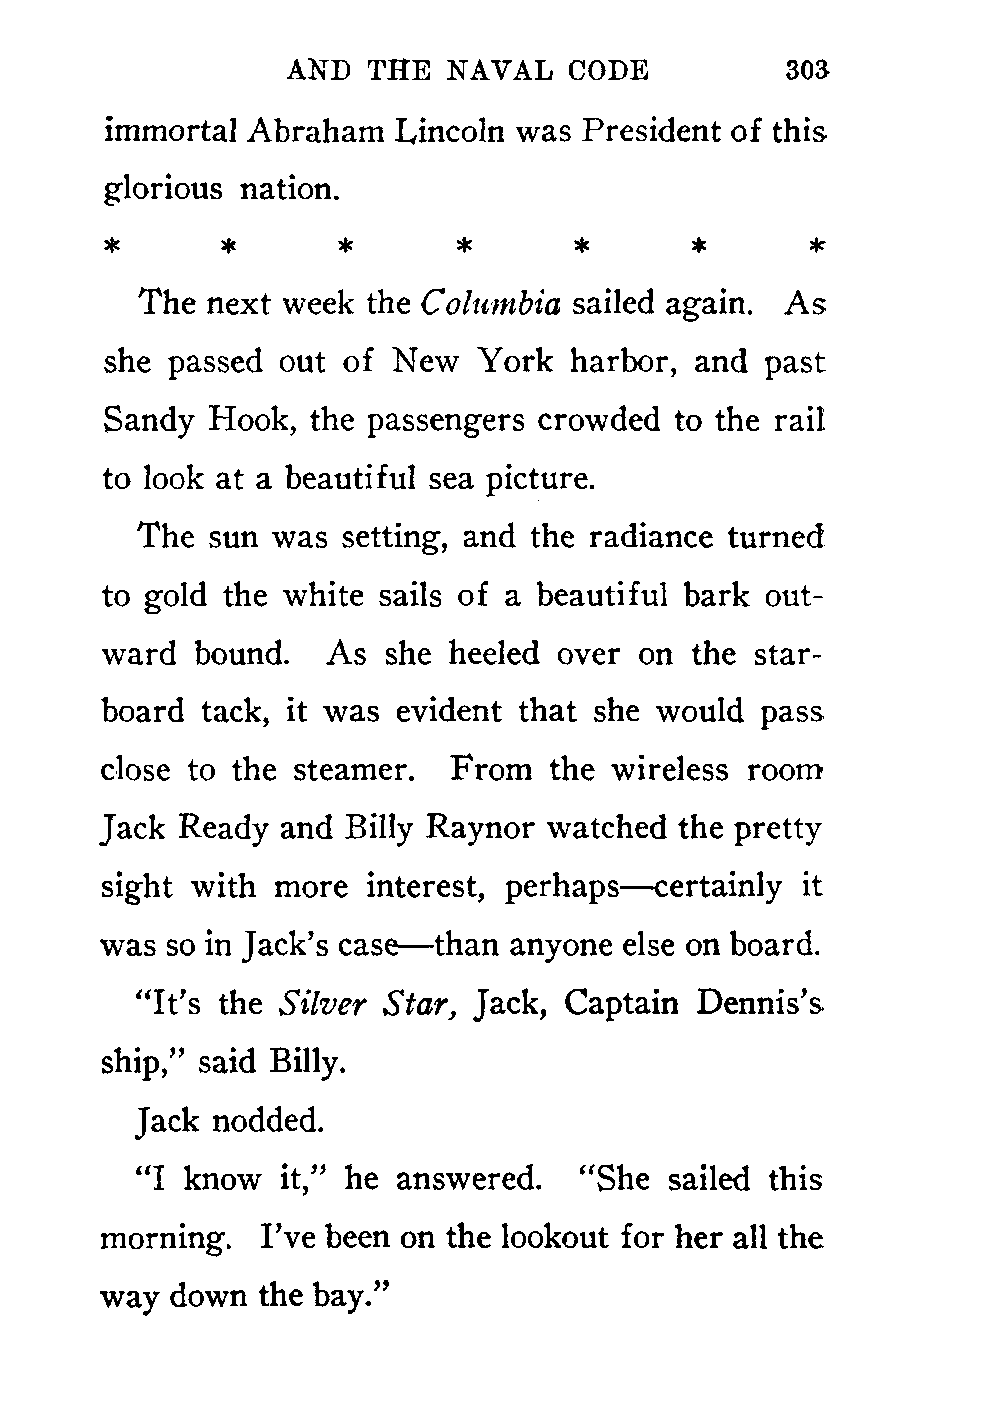 AND THE NAVAL CODE 303
immortal Abraham Lincoln was President of this
glorious nation.
* * * * * * *
The next week the Columbia sailed again. As
she passed out of New York harbor, and past
Sandy Hook, the passengers crowded to the rail
to look at a beautiful sea picture.
The sun was setting, and the radiance turned
to gold the white sails of a beautiful bark out-
ward bound. As she heeled over on the star-
board tack, it was evident that she would pass
close to the steamer. From the wireless room
Jack Ready and Billy Raynor watched the pretty
sight with more interest, perhaps—certainly it
was so in Jack's case—than anyone else on board.
“It's the Silver Star, Jack, Captain Dennis's
ship,” said Billy.
Jack nodded.
“I know it,” he answered. “She sailed this
morning. I've been on the lookout for her all the
way down the bay.”